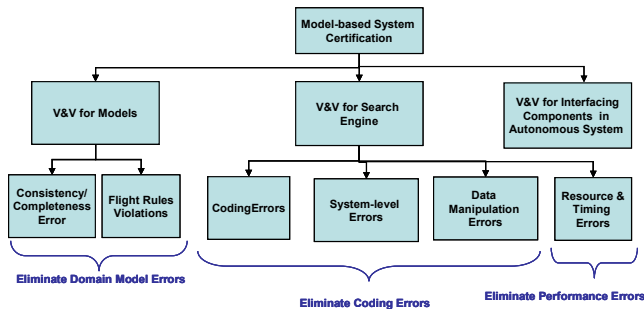 Model-based System
Certification
V&V for Models
V&V for Search
Engine
V&V for Interfacing
Components in
Autonomous System
Consistency/
Completeness
Error
Flight Rules
Violations
CodingErrors
System-level
Errors
Data
Manipulation
Errors
Resource &
Timing
Errors
Eliminate Domain Model Errors
Eliminate Coding Errors
Eliminate Performance Errors